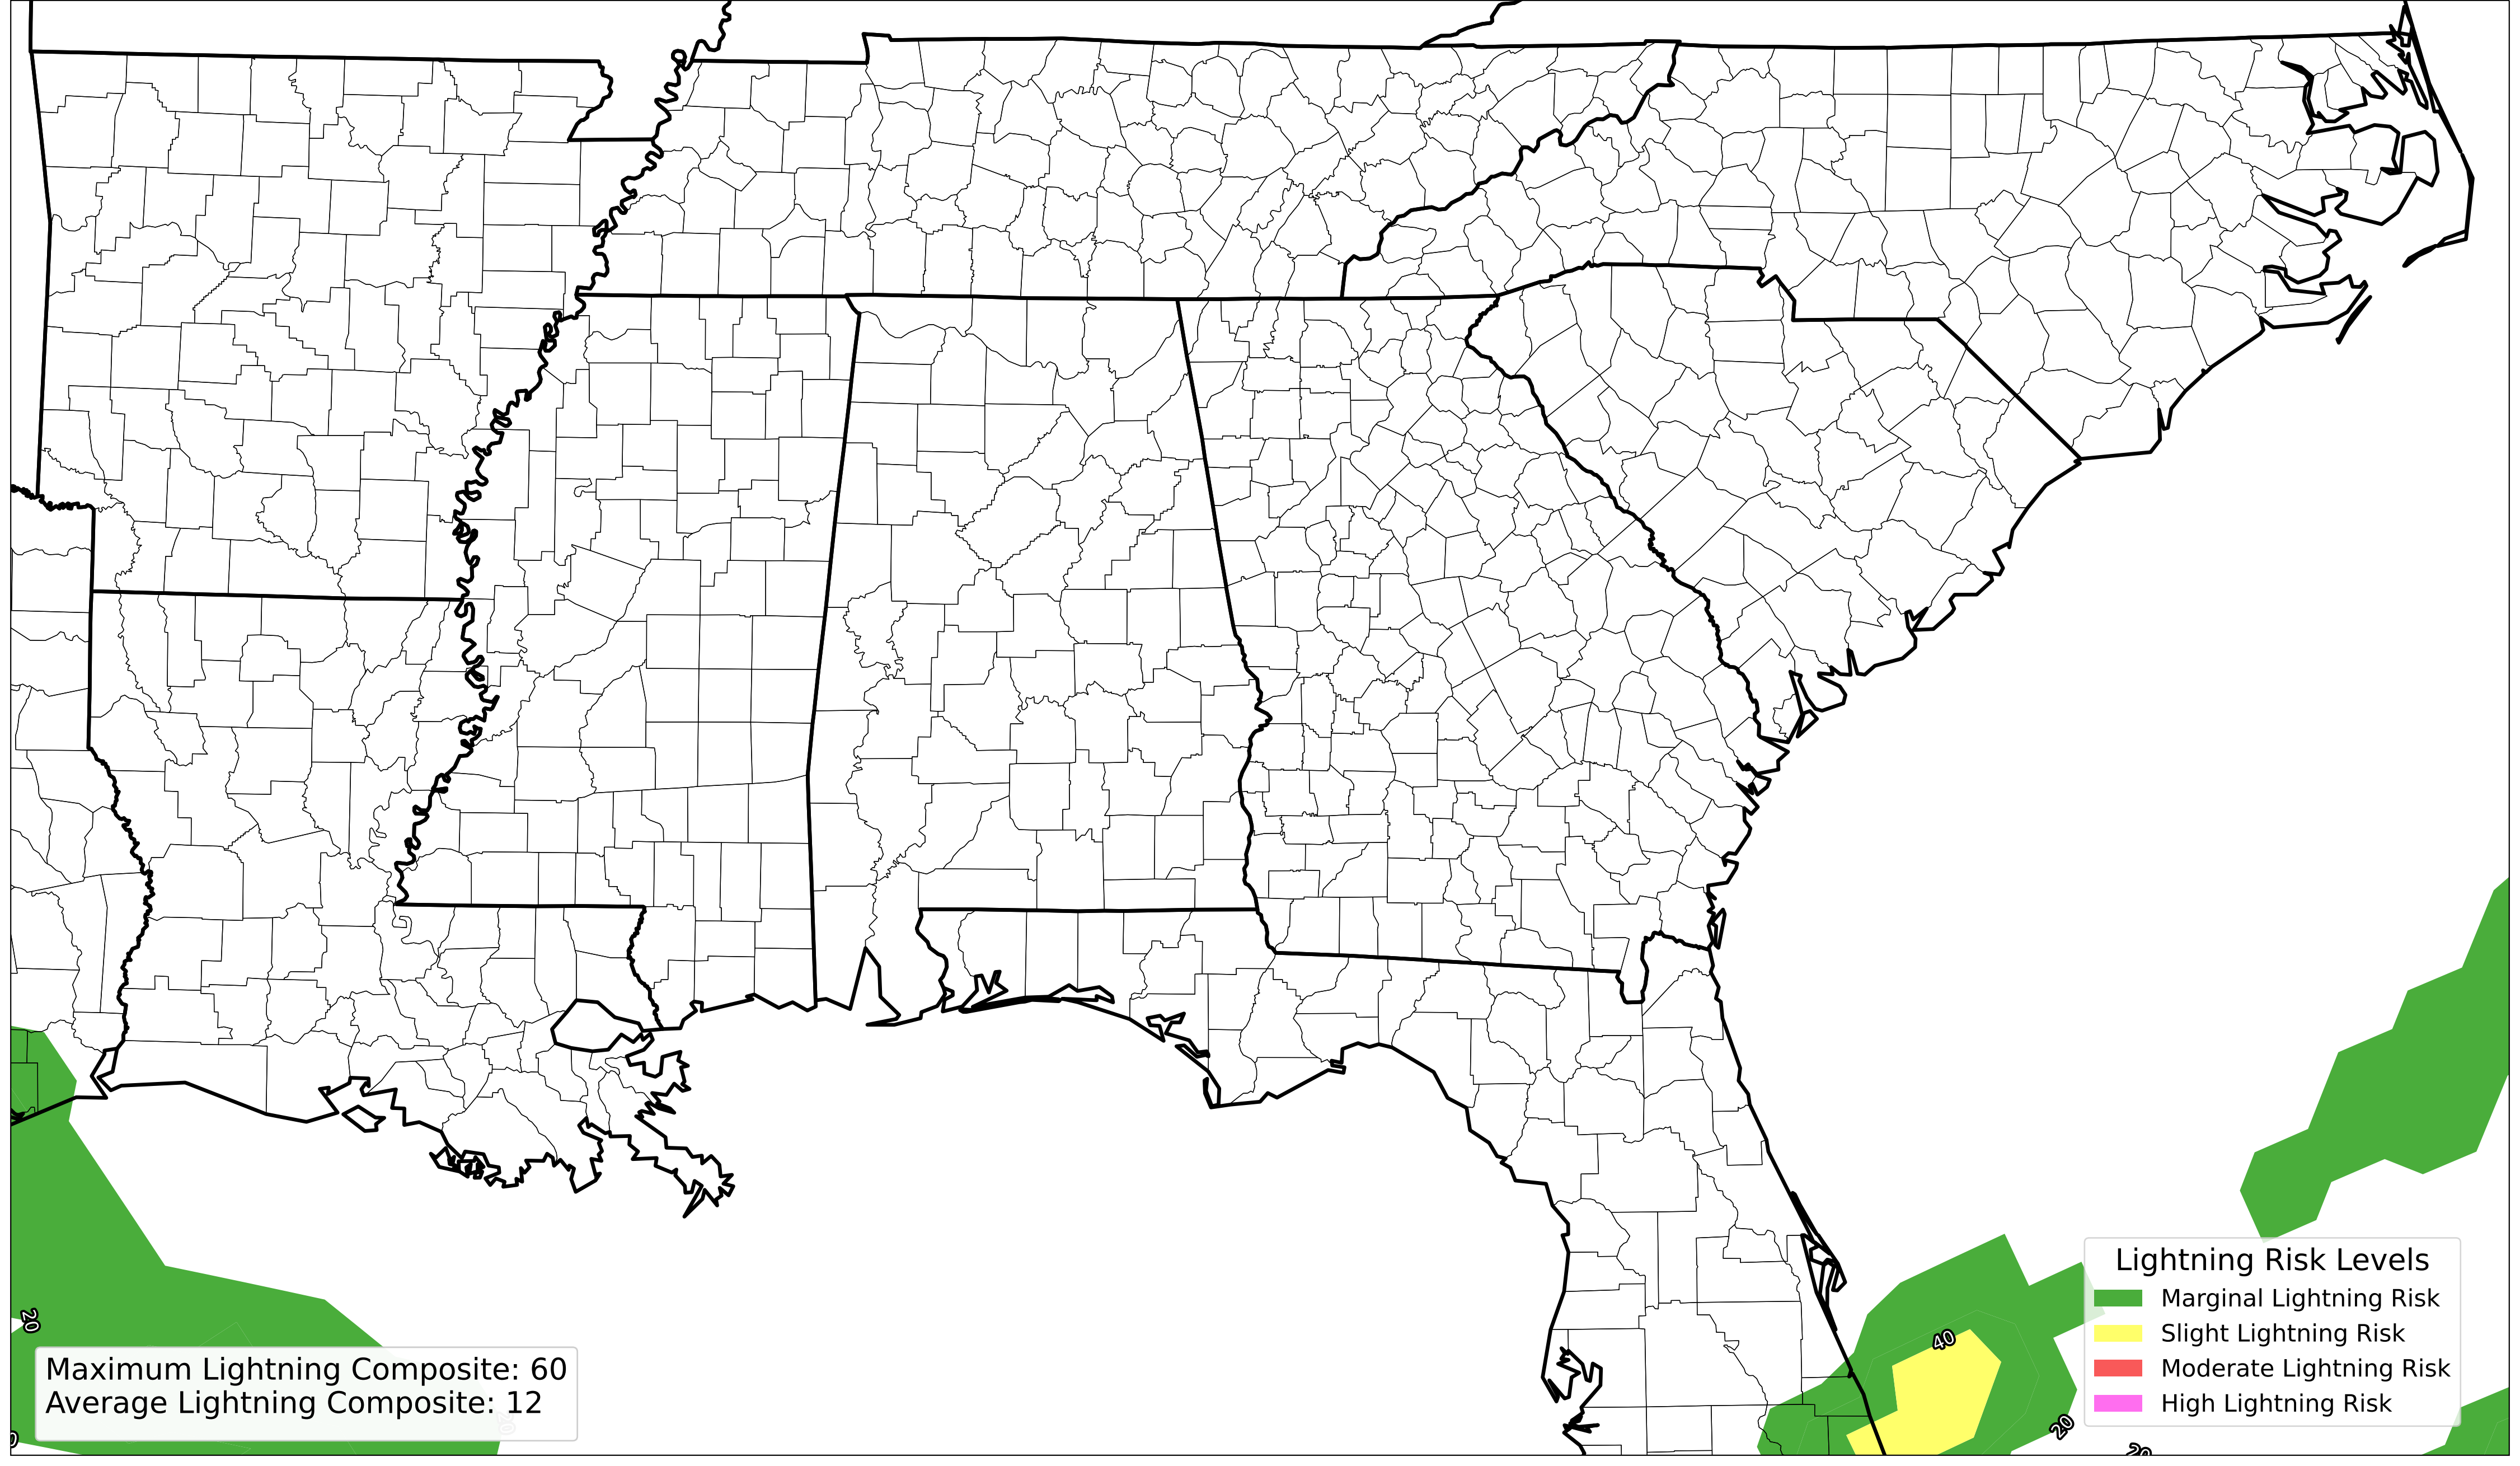 20
Maximum Lightning Composite: 60
Average Lightning Composite: 12
40
20
Lightning Risk Levels
Marginal Lightning Risk
Slight Lightning Risk
Moderate Lightning Risk
High Lightning Risk